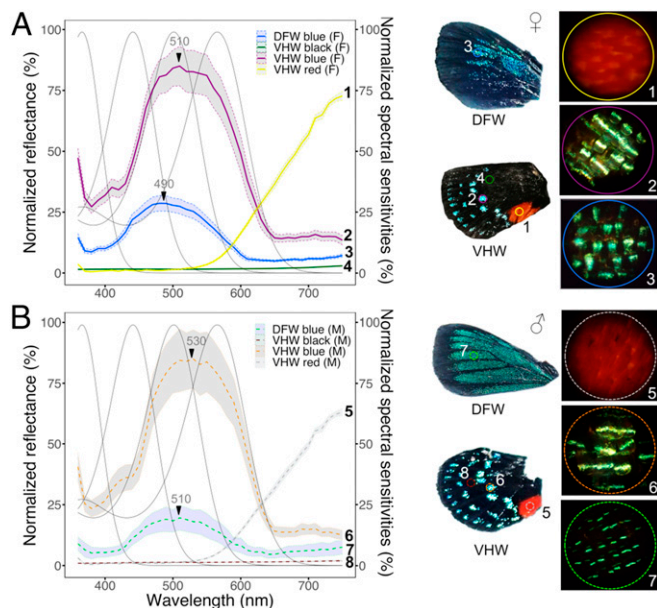 A
Normalized reflectance (%)
100
75
50
25
0
510
490
DFW blue (F)
VHW black (F)
VHW blue (F)
VHW red (F)
1
2
3
4
100
75
50
25
0
Normalized spectral sensitivities (%)
400
500
600
700
3
♀
DFW
4
2
1
VHW
1
2
3
B
Normalized reflectance (%)
100
75
50
25
0
530
510
DFW blue (M)
VHW black (M)
VHW blue (M)
VHW red (M)
5
6
7
8
100
75
50
25
0
Normalized spectral sensitivities (%)
400
500
600
700
Wavelength (nm)
7
♂
DFW
8
6
5
VHW
5
6
7